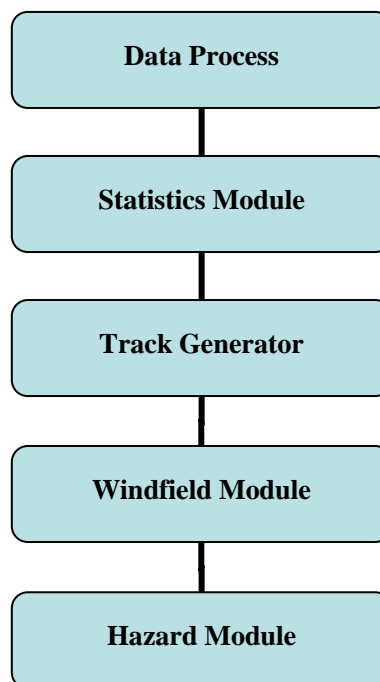 Data Process
Statistics Module
Track Generator
Windfield Module
Hazard Module